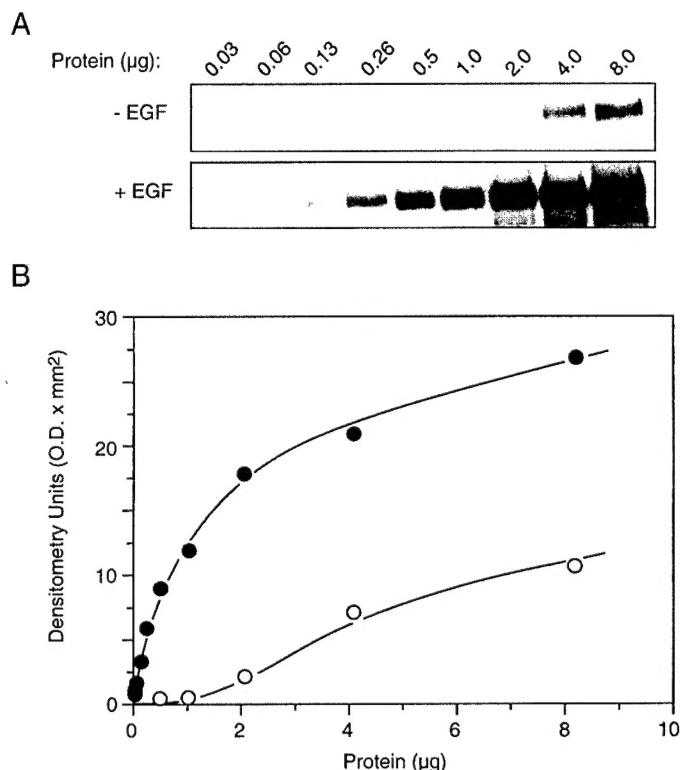 A
Protein (µg): 0.03 0.06 0.13 0.26 0.5 1.0 2.0 4.0 8.0
- EGF
+ EGF
B
30
20
10
0
Densitometry Units (O.D. x mm²)
0 2 4 6 8 10
Protein (µg)